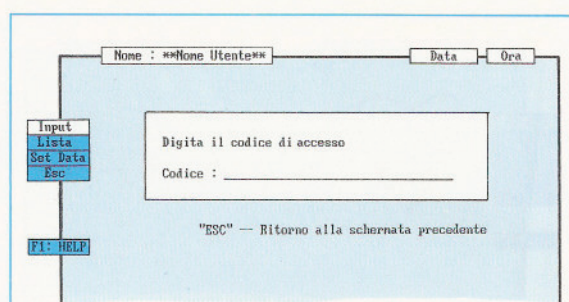 Nome : **Nome Utente**
Data
Ora
Input
Lista
Set Data
Esc
Digita il codice di accesso
Codice : ____________________
"ESC" -- Ritorno alla schermata precedente
F1: HELP